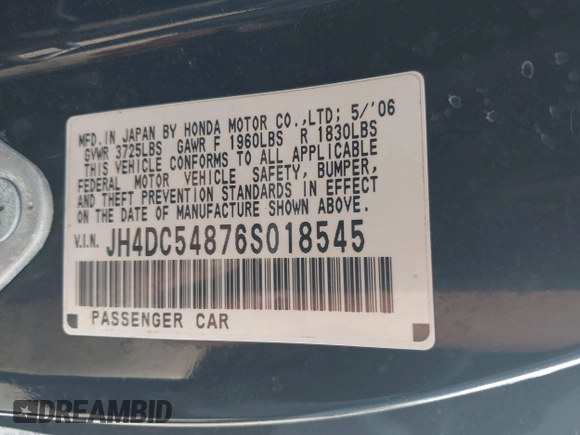 MFD. IN JAPAN BY HONDA MOTOR CO.,LTD; 5/'06
GVWR 3725LBS GAWR F 1960LBS R 1830LBS
THIS VEHICLE CONFORMS TO ALL APPLICABLE
FEDERAL MOTOR VEHICLE SAFETY, BUMPER,
AND THEFT PREVENTION STANDARDS IN EFFECT
ON THE DATE OF MANUFACTURE SHOWN ABOVE.
V.I.N. JH4DC54876S018545
PASSENGER CAR
DREAMBID